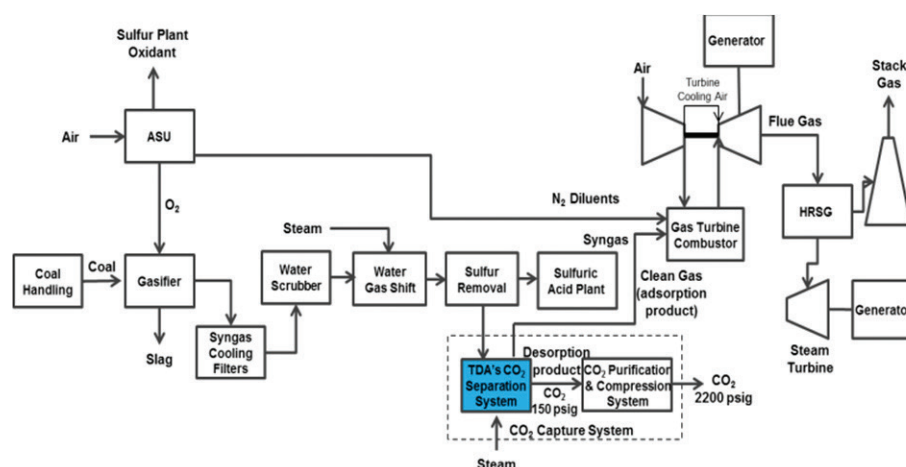 Sulfur Plant
Oxidant
Air
ASU
O₂
Coal
Handling
Coal
Gasifier
Slag
Syngas
Cooling
Filters
Water
Scrubber
Steam
Water
Gas Shift
Sulfur
Removal
Sulfuric
Acid Plant
N₂ Diluents
Syngas
Clean Gas
(adsorption
product)
Gas Turbine
Combustor
Air
Turbine
Cooling Air
Generator
Flue Gas
Stack
Gas
HRSG
Steam
Turbine
Generator
TDA's CO₂
Separation
System
Desorption
product
CO₂
150 psig
CO₂ Purification
& Compression
System
CO₂
2200 psig
CO₂ Capture System
Steam